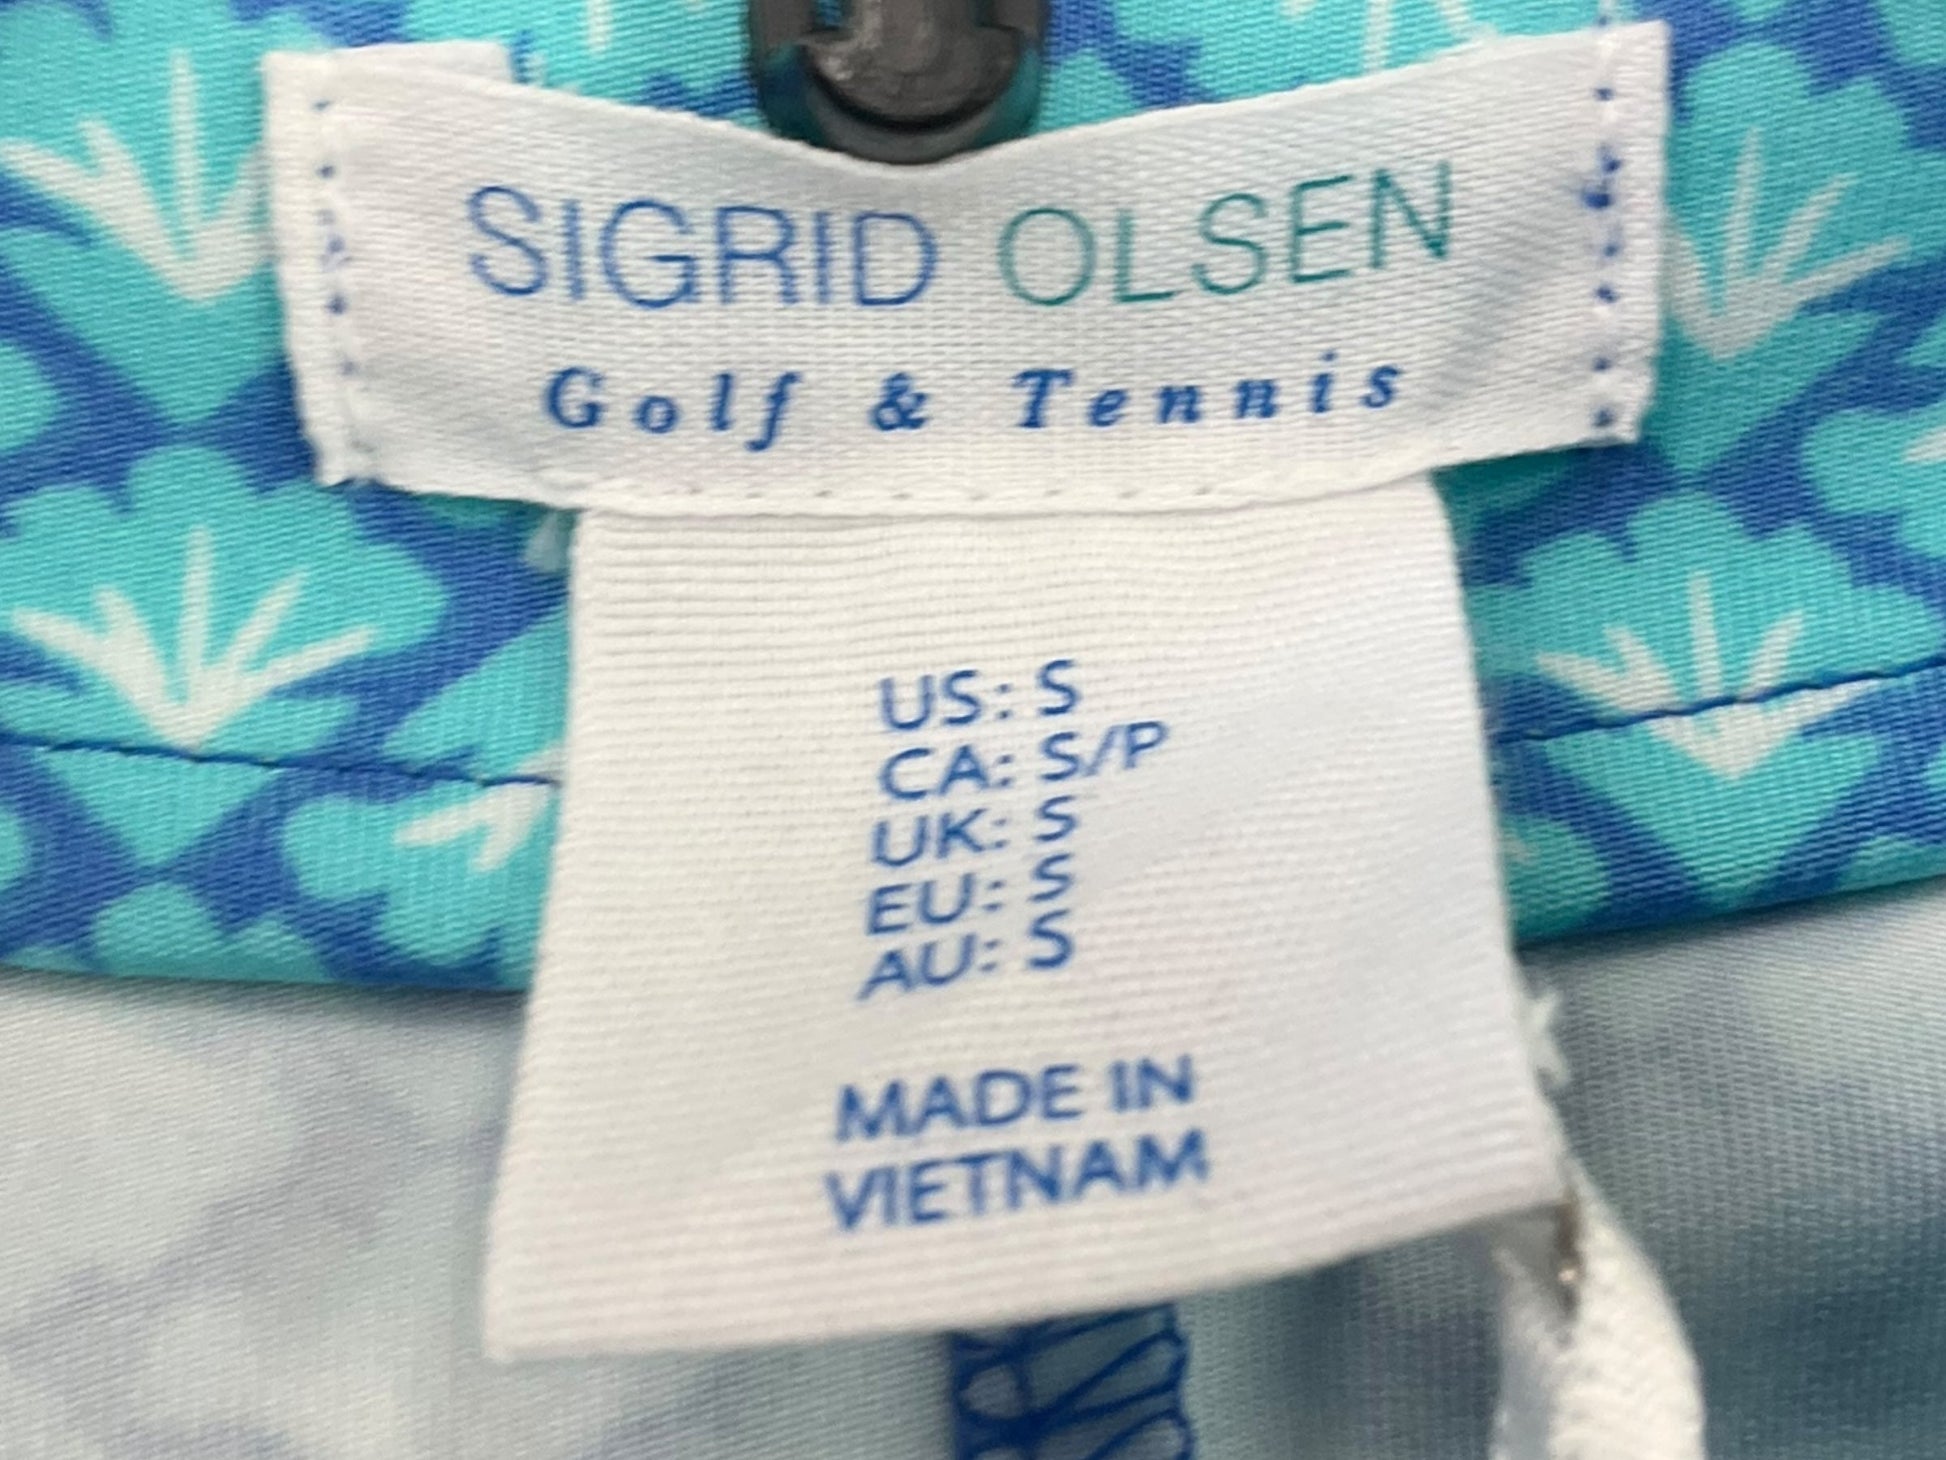 SIGRID OLSEN
Golf & Tennis
US: S
CA: S/P
UK: S
EU: S
AU: S
MADE IN
VIETNAM